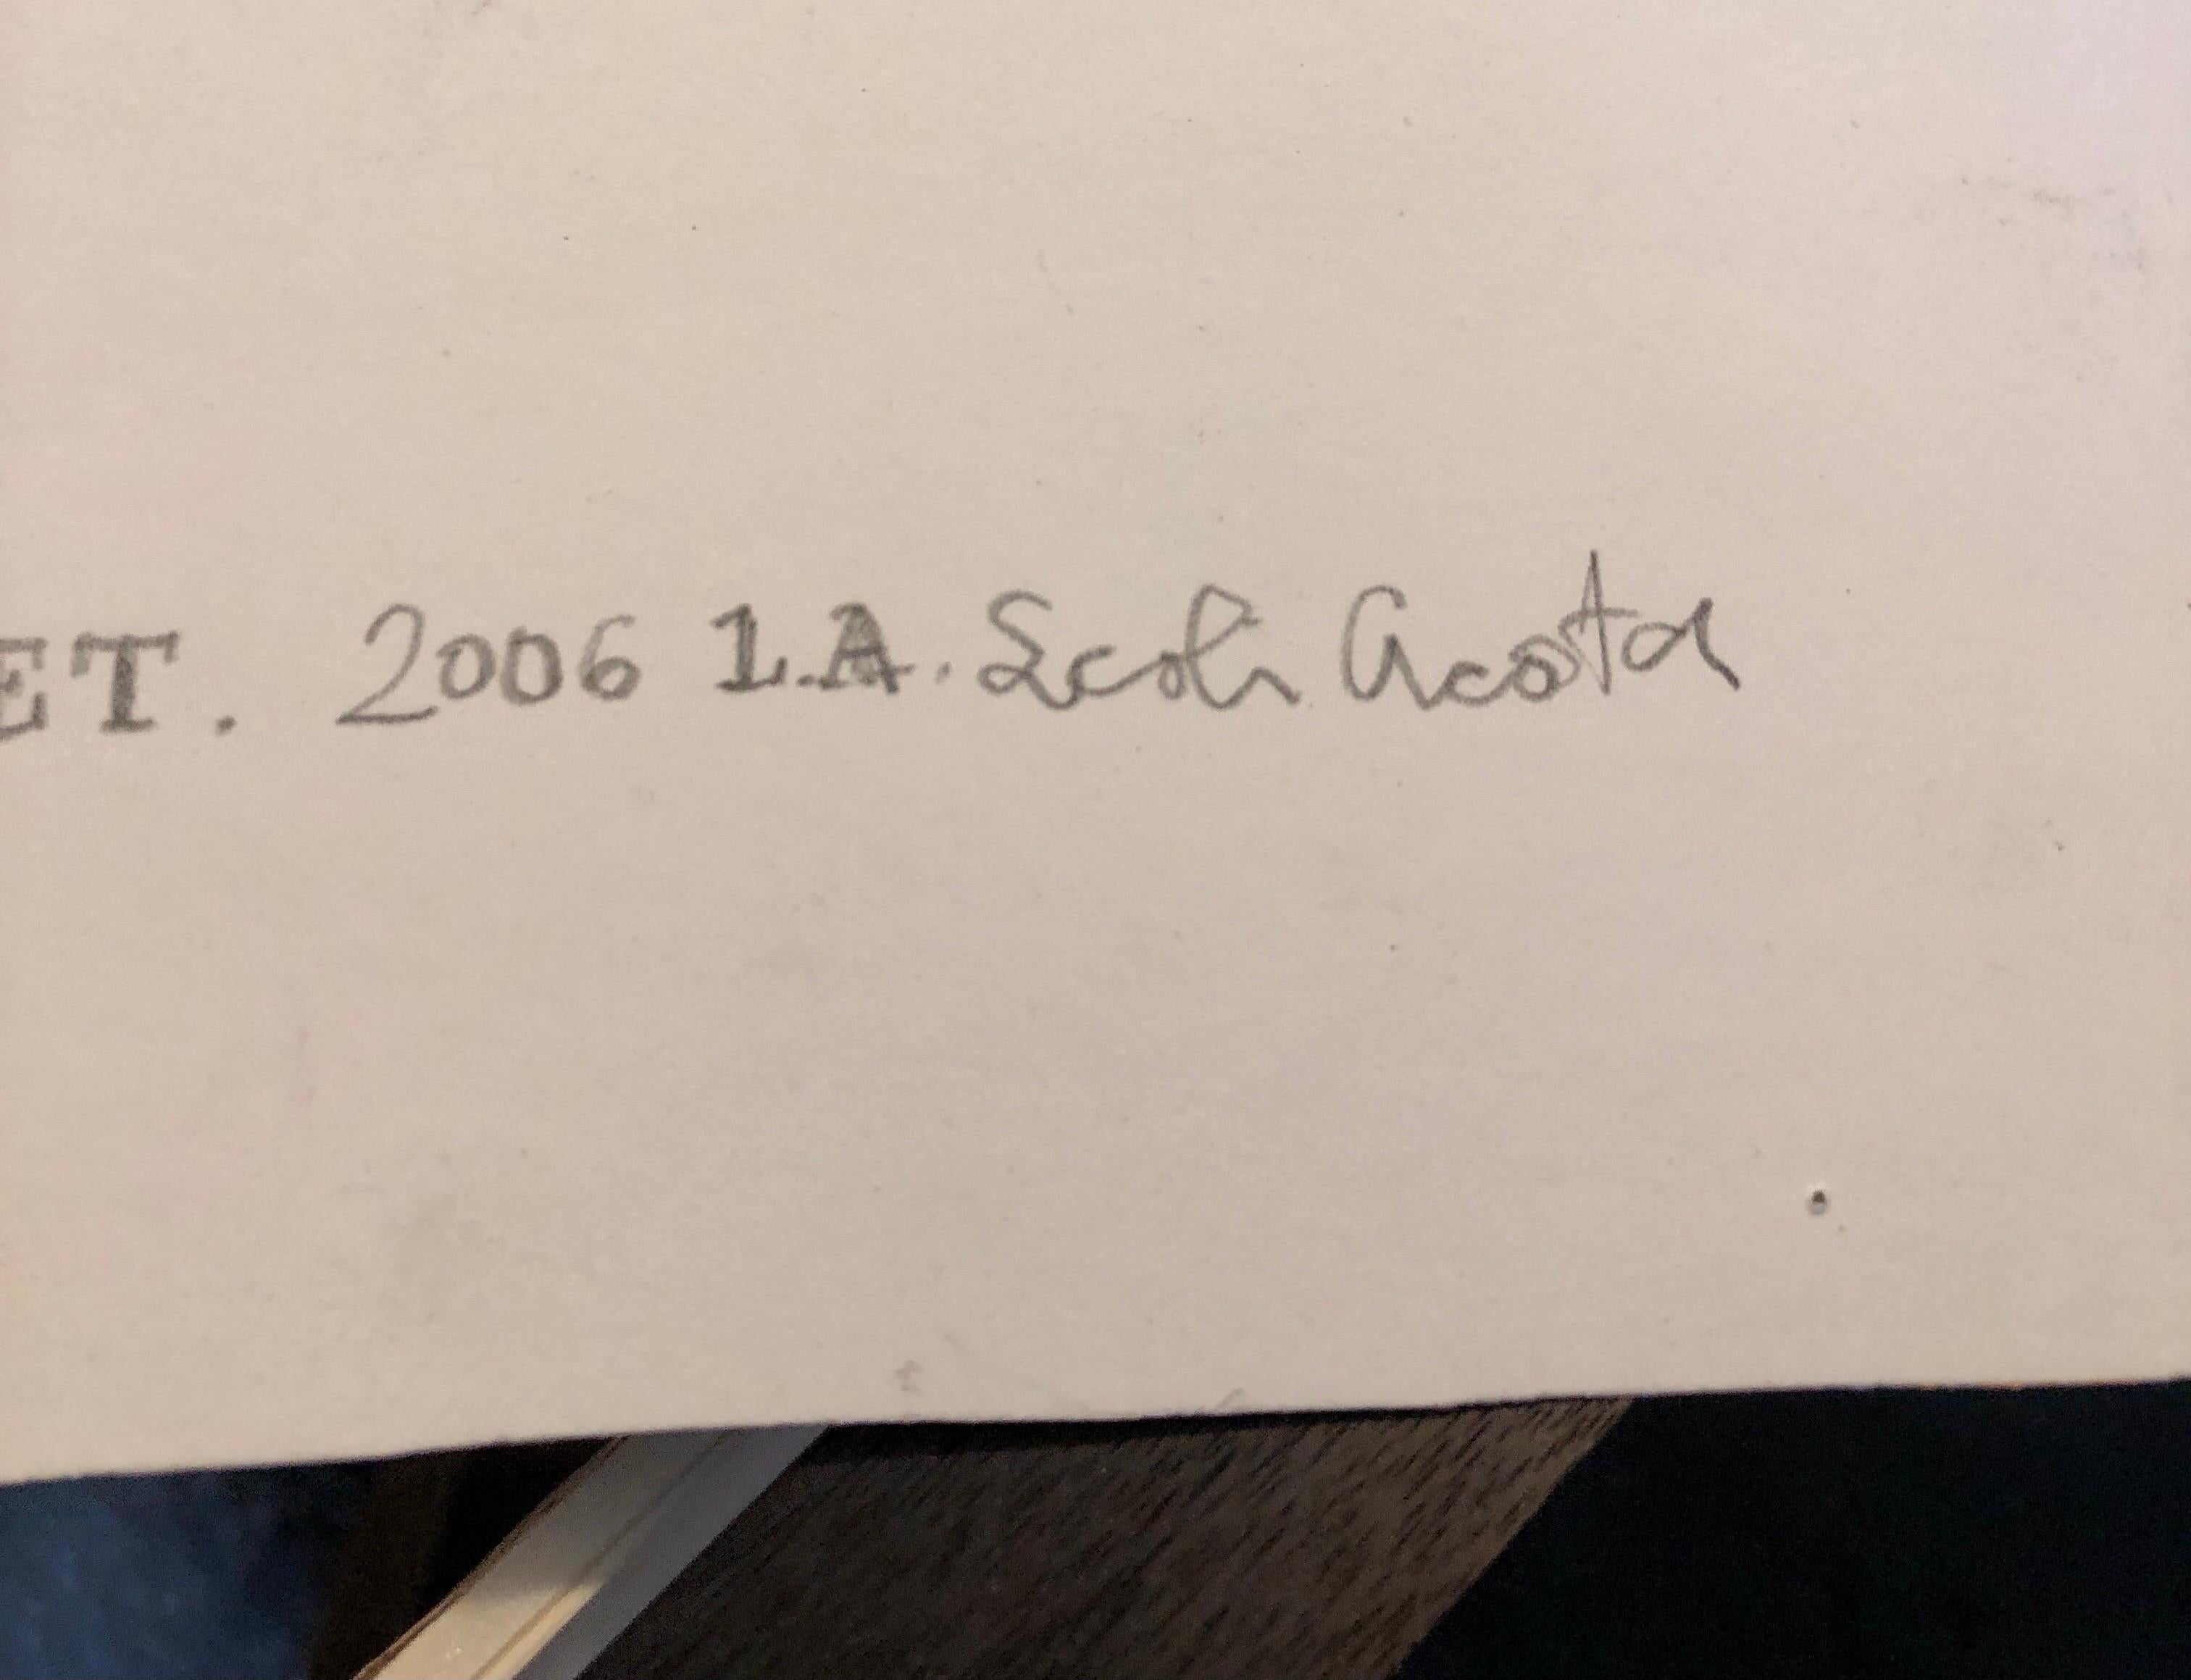 ET. 2006 L.A. Scoli Acosta